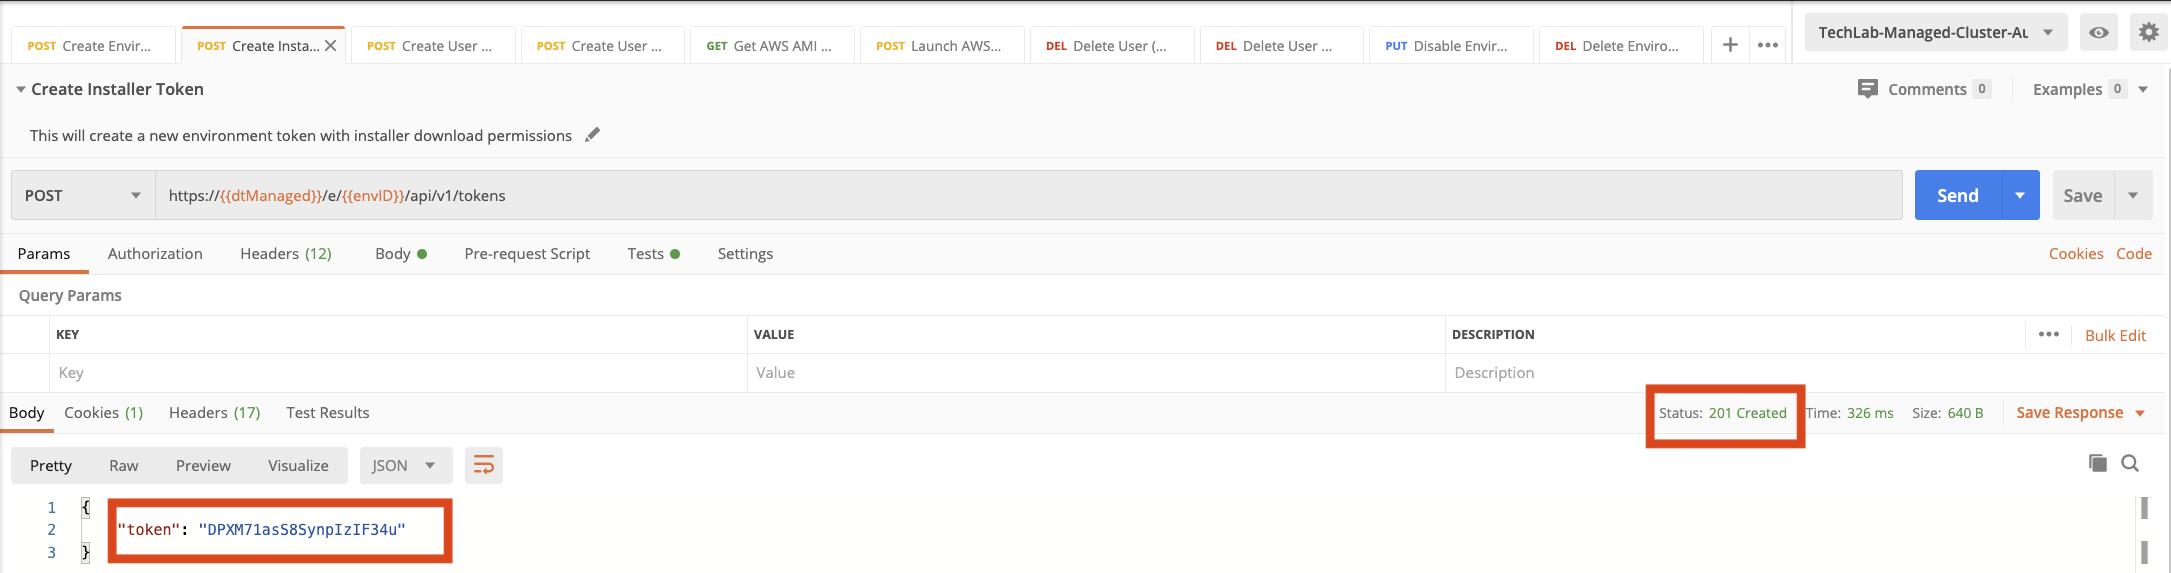 POST Create Envir... POST Create Insta... POST Create User ... POST Create User ... GET Get AWS AMI ... POST Launch AWS... DEL Delete User (... DEL Delete User ... PUT Disable Envir... DEL Delete Enviro... TechLab-Managed-Cluster-Au
Create Installer Token Comments 0 Examples 0
This will create a new environment token with installer download permissions
POST https://{{dtManaged}}/e/{{envID}}/api/v1/tokens Send Save
Params Authorization Headers (12) Body Pre-request Script Tests Settings Cookies Code
Query Params
KEY VALUE DESCRIPTION Bulk Edit
Key Value Description
Body Cookies (1) Headers (17) Test Results Status: 201 Created Time: 326 ms Size: 640 B Save Response
Pretty Raw Preview Visualize JSON
1 {
2 "token": "DPXM71asS8SynpIzIF34u"
3 }